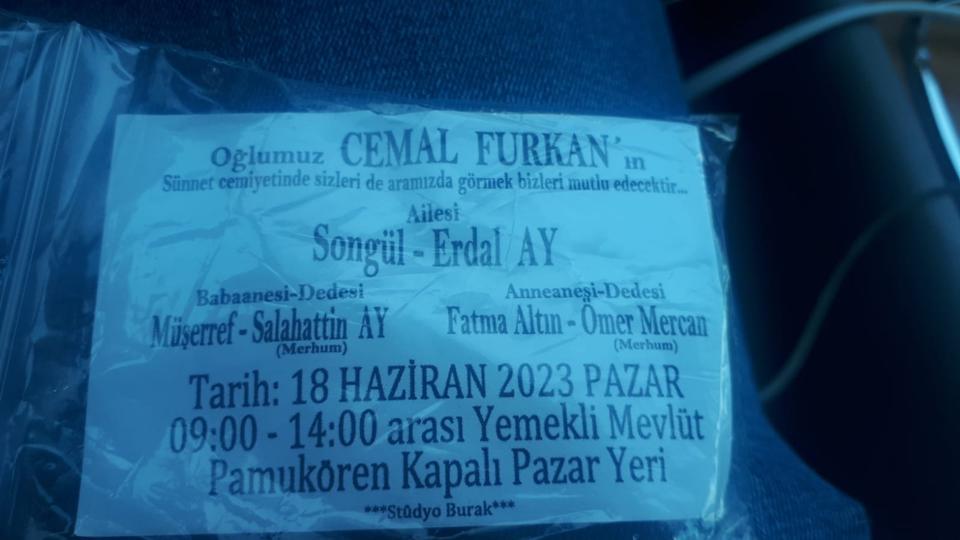 Oğlumuz CEMAL FURKAN'ın
Sünnet cemiyetinde sizleri de aramızda görmek bizleri mutlu edecektir...
Ailesi
Songül - Erdal AY
Babaanesi-Dedesi
Müşerref - Salahattin AY
(Merhum)
Anneaneşi-Dedesi
Fatma Altın - Ömer Mercan
(Merhum)
Tarih: 18 HAZİRAN 2023 PAZAR
09:00 - 14:00 arası Yemekli Mevlüt
Pamukören Kapalı Pazar Yeri
***Stüdyo Burak***